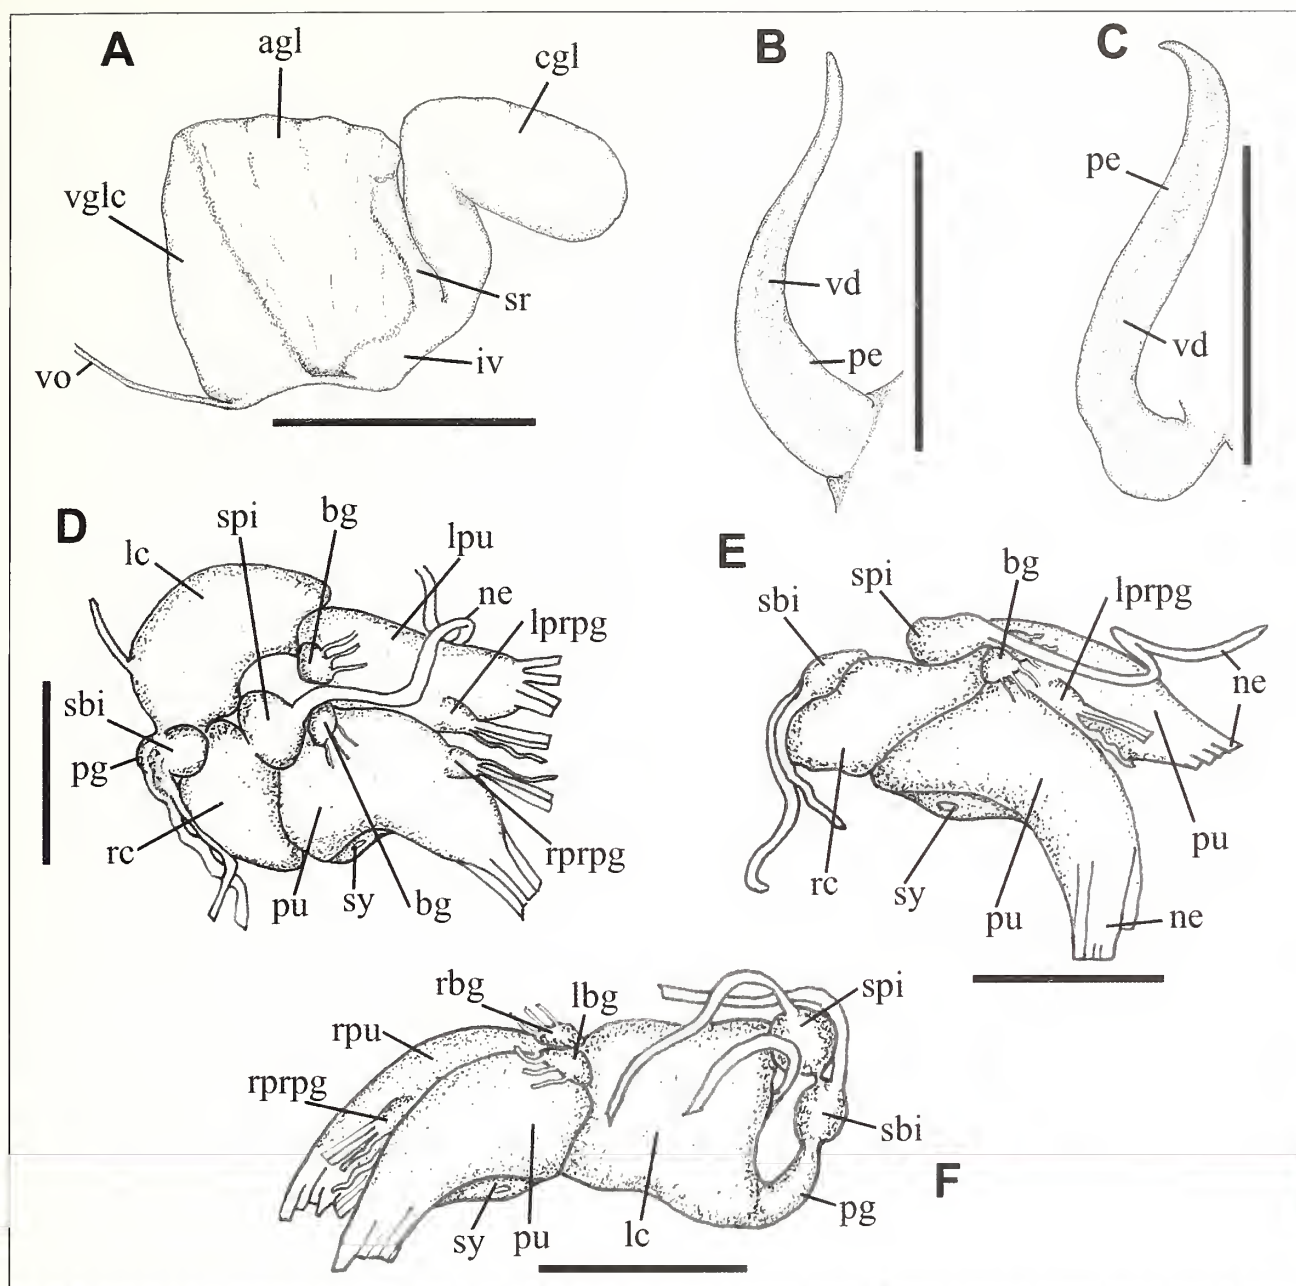 A
agl
cgl
vglc
sr
iv
vo
B
vd
pe
C
pe
vd
D
spi
bg
lc
lpu
ne
lprpg
sbi
pg
rc
pu
sy
bg
rprpg
E
sbi
spi
bg
lprpg
ne
pu
rc
sy
pu
ne
rbg
lbg
spi
rpu
rprpg
sbi
F
pg
sy
pu
lc